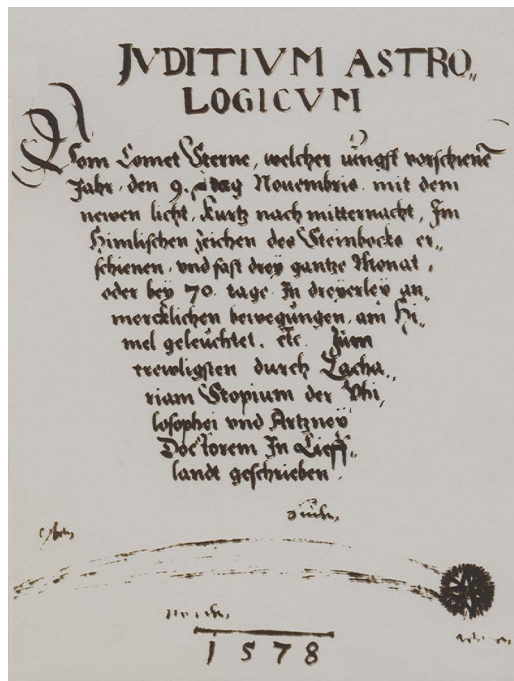 JVDITIVM ASTRO„
LOGICVM
Vom Comet Sterne, welcher iüngst vorschienē
Jahr, den 9. tag Nouembris mit dem
newen licht, kurtz nach mitternacht, Im
Himlischen zeichen des Steinbocks er„
schienen, vnd fast drey gantze Monat,
oder bey 70. tage In dreyerley an„
mercklichen bewegungen, am Hi„
mel geleuchtet, etc. Zum
trewligsten durch Zacha„
riam Stopium der Phi„
losophei vnd Artzney
Doctorem In Lieff„
landt geschrieben.
1578